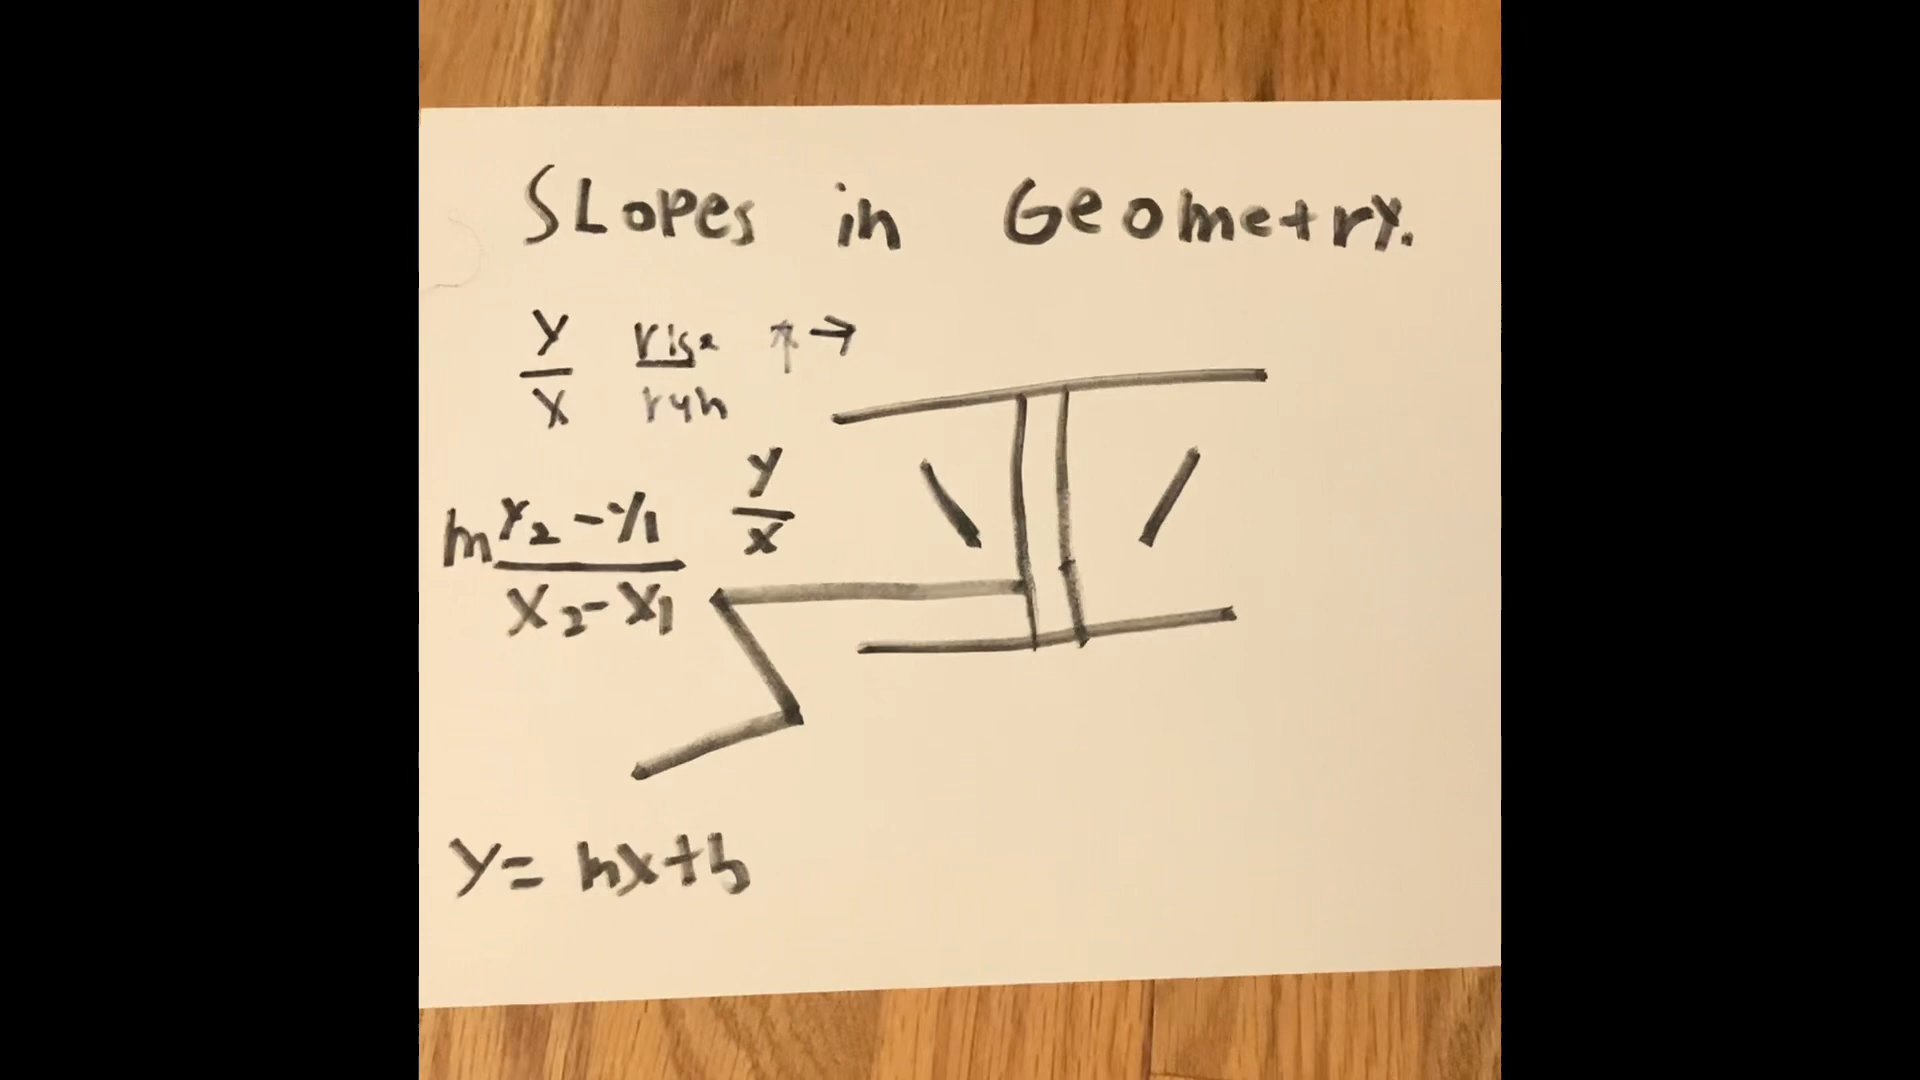 SLOPes in Geometry.
Y/X rise/run ↑ →
m Y₂-Y₁/X₂-X₁ Y/X
Y= mx+b